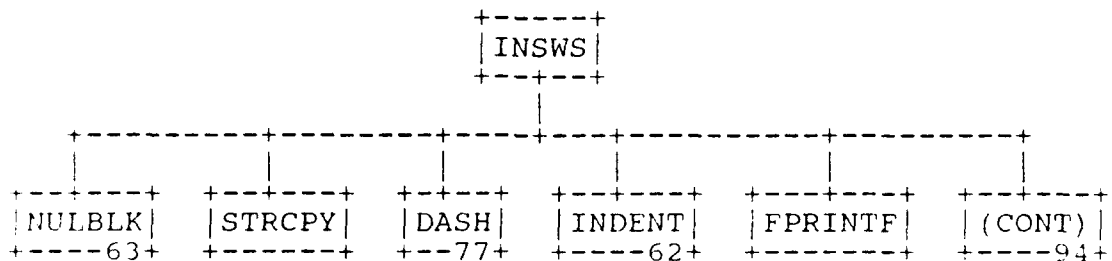 INSWS
NULBLK STRCPY DASH INDENT FPRINTF (CONT)
63 77 62 94